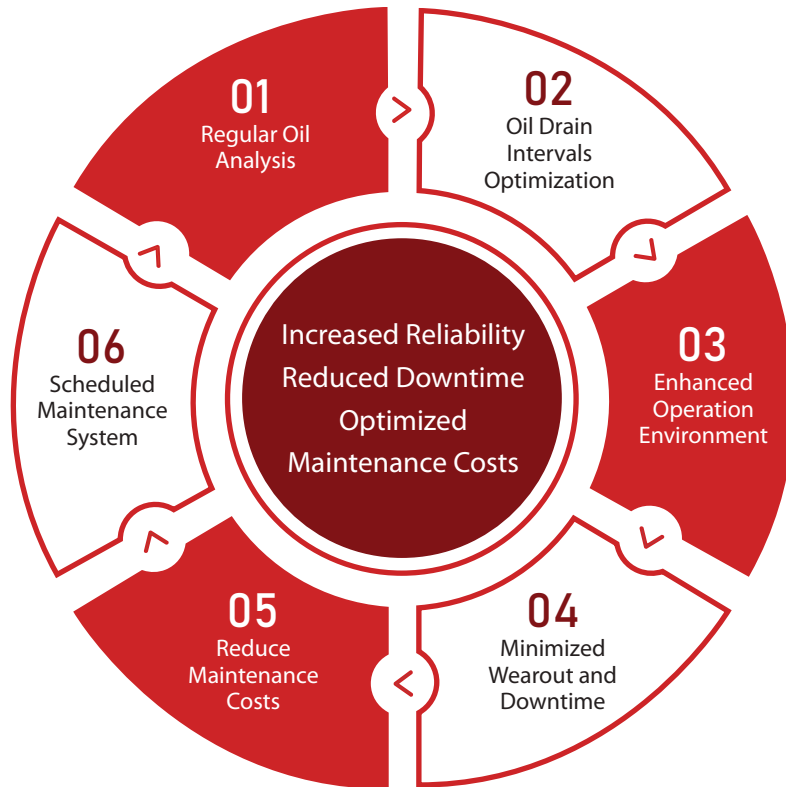 01
Regular Oil
Analysis
02
Oil Drain
Intervals
Optimization
03
Enhanced
Operation
Environment
04
Minimized
Wearout and
Downtime
05
Reduce
Maintenance
Costs
06
Scheduled
Maintenance
System
Increased Reliability
Reduced Downtime
Optimized
Maintenance Costs